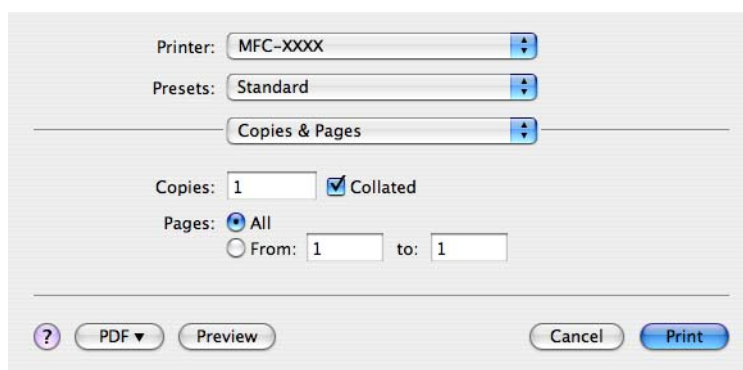 Printer: MFC-XXXX
Presets: Standard
Copies & Pages
Copies: 1 Collated
Pages: All
From: 1 to: 1
? PDF▼ Preview Cancel Print